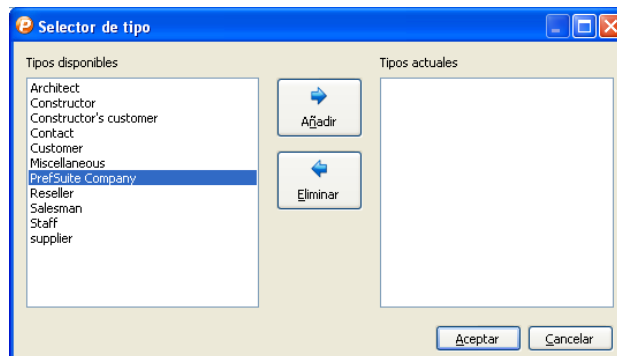 Selector de tipo
Tipos disponibles
Tipos actuales
Architect
Constructor
Constructor's customer
Contact
Customer
Miscellaneous
PrefSuite Company
Reseller
Salesman
Staff
supplier
Añadir
Eliminar
Aceptar
Cancelar